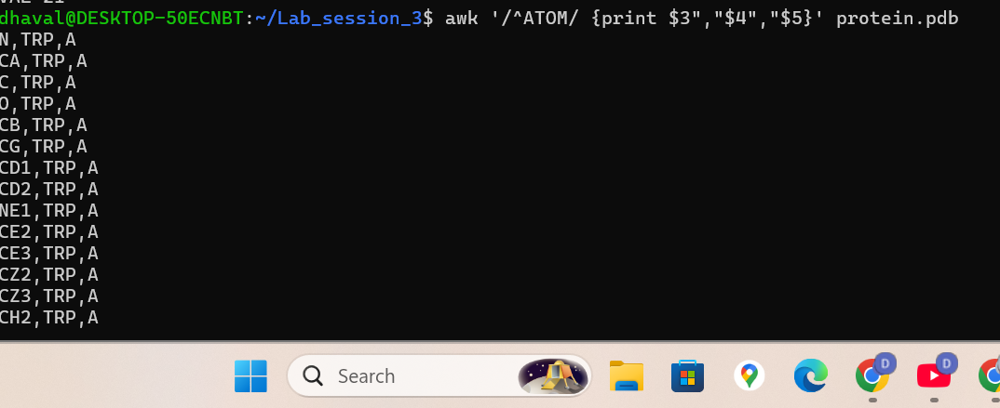 dhaval@DESKTOP-50ECNBT:~/Lab_session_3$ awk '/^ATOM/ {print $3","$4","$5}' protein.pdb
N,TRP,A
CA,TRP,A
C,TRP,A
O,TRP,A
CB,TRP,A
CG,TRP,A
CD1,TRP,A
CD2,TRP,A
NE1,TRP,A
CE2,TRP,A
CE3,TRP,A
CZ2,TRP,A
CZ3,TRP,A
CH2,TRP,A
Search
D
D